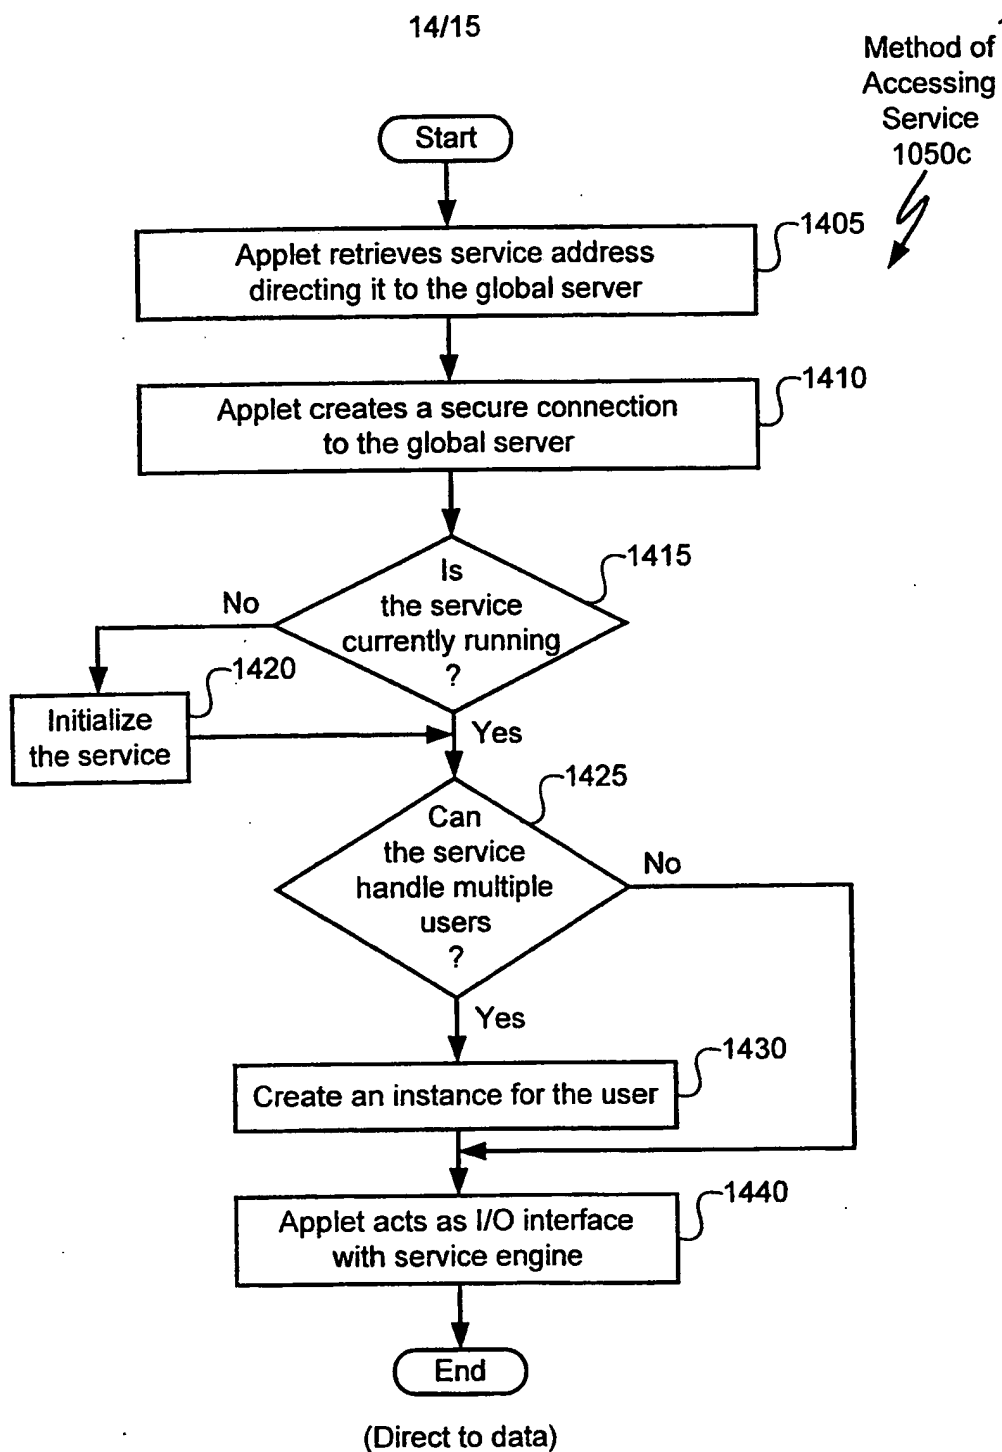 14/15
Method of
Accessing
Service
1050c
Start
1405
Applet retrieves service address
directing it to the global server
1410
Applet creates a secure connection
to the global server
1415
Is
the service
currently running
?
No
1420
Initialize
the service
Yes
1425
Can
the service
handle multiple
users
?
No
Yes
1430
Create an instance for the user
1440
Applet acts as I/O interface
with service engine
End
(Direct to data)